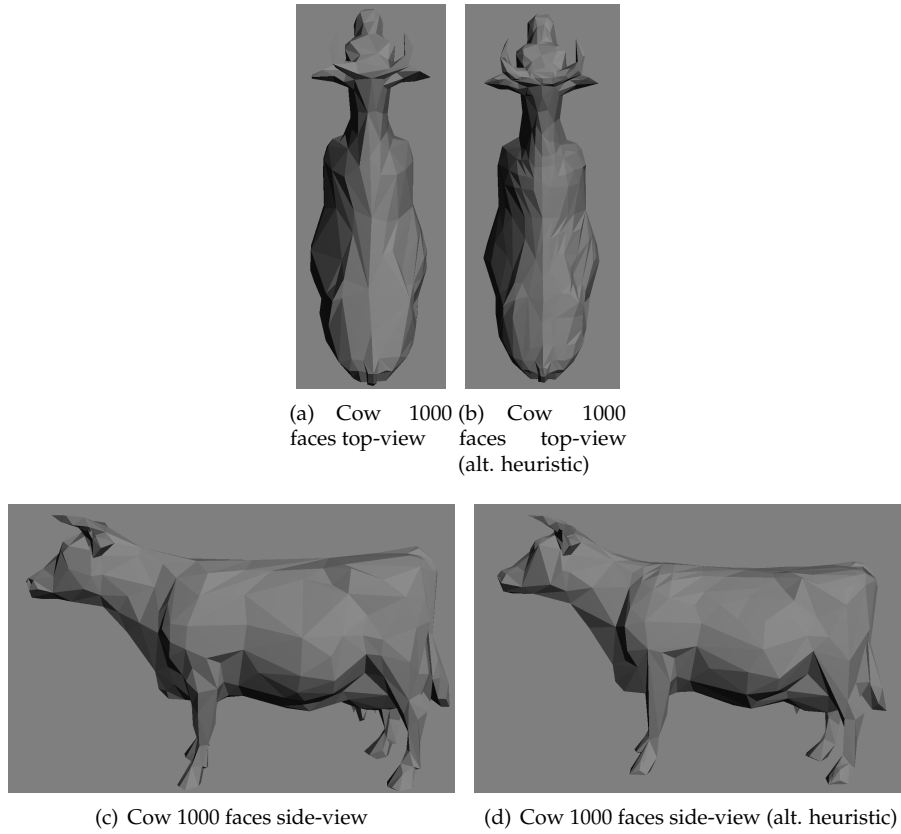 (a) Cow 1000
faces top-view
(b) Cow 1000
faces top-view
(alt. heuristic)
(c) Cow 1000 faces side-view
(d) Cow 1000 faces side-view (alt. heuristic)